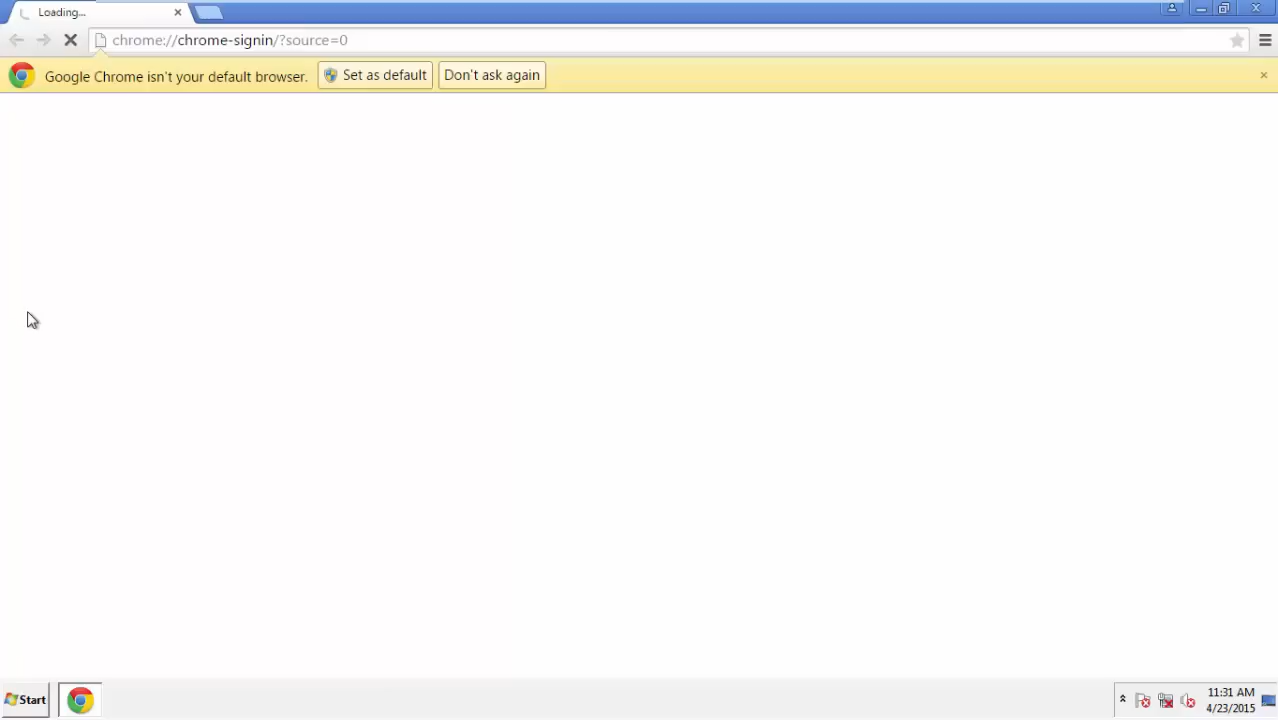 Loading...
chrome://chrome-signin/?source=0
Google Chrome isn't your default browser. Set as default Don't ask again
Start
11:31 AM
4/23/2015